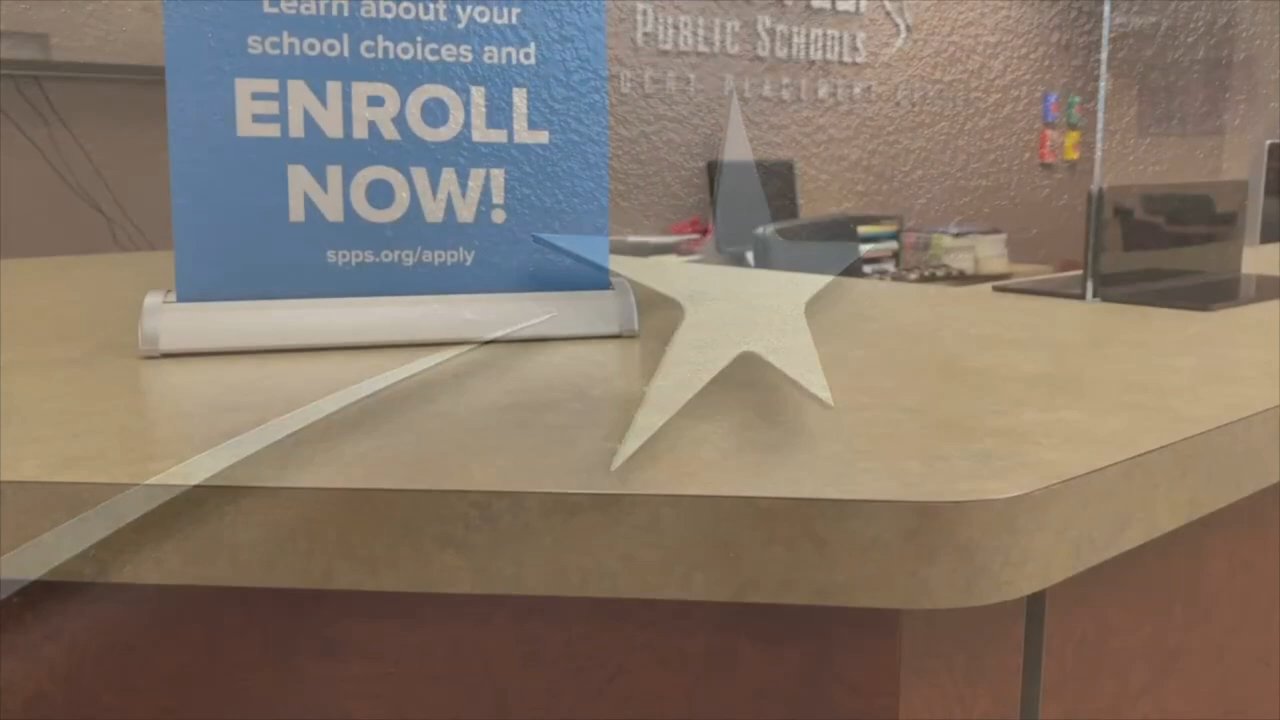 Learn about your
school choices and
ENROLL
NOW!
spps.org/apply
PUBLIC SCHOOLS